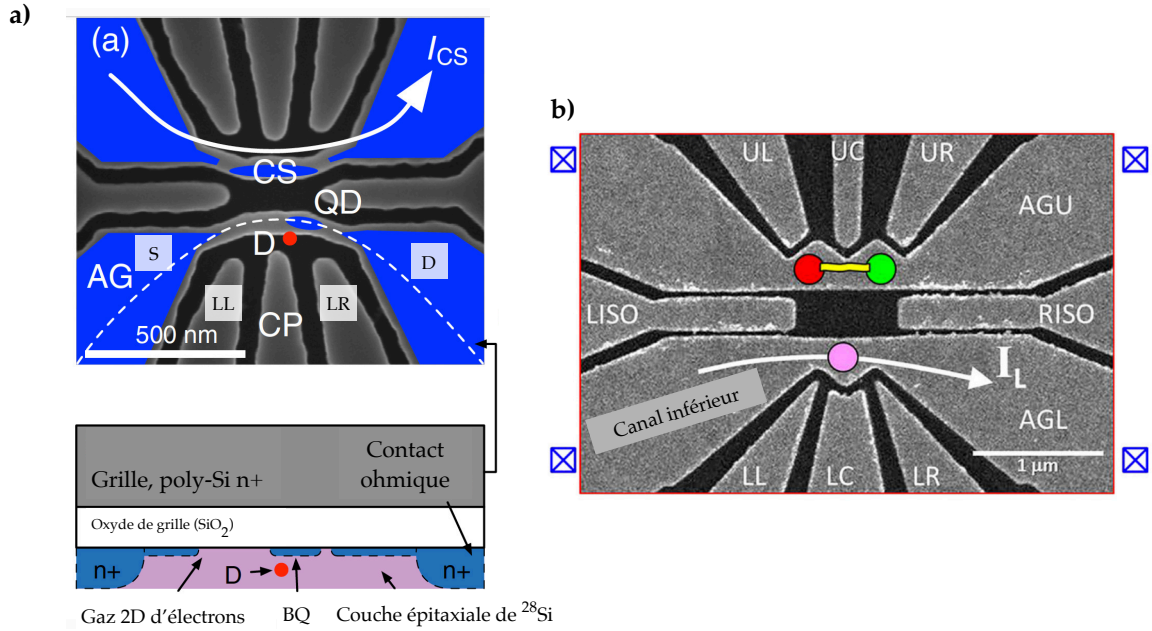 a)
(a)
I_CS
CS
QD
D
S
AG
D
LL
LR
CP
500 nm
Contact
ohmique
Grille, poly-Si n+
Oxyde de grille (SiO₂)
n+
D
n+
Gaz 2D d’électrons
BQ
Couche épitaxiale de ²⁸Si
b)
UL
UC
UR
AGU
LISO
RISO
I_L
Canal inférieur
AGL
LL
LC
LR
1 µm